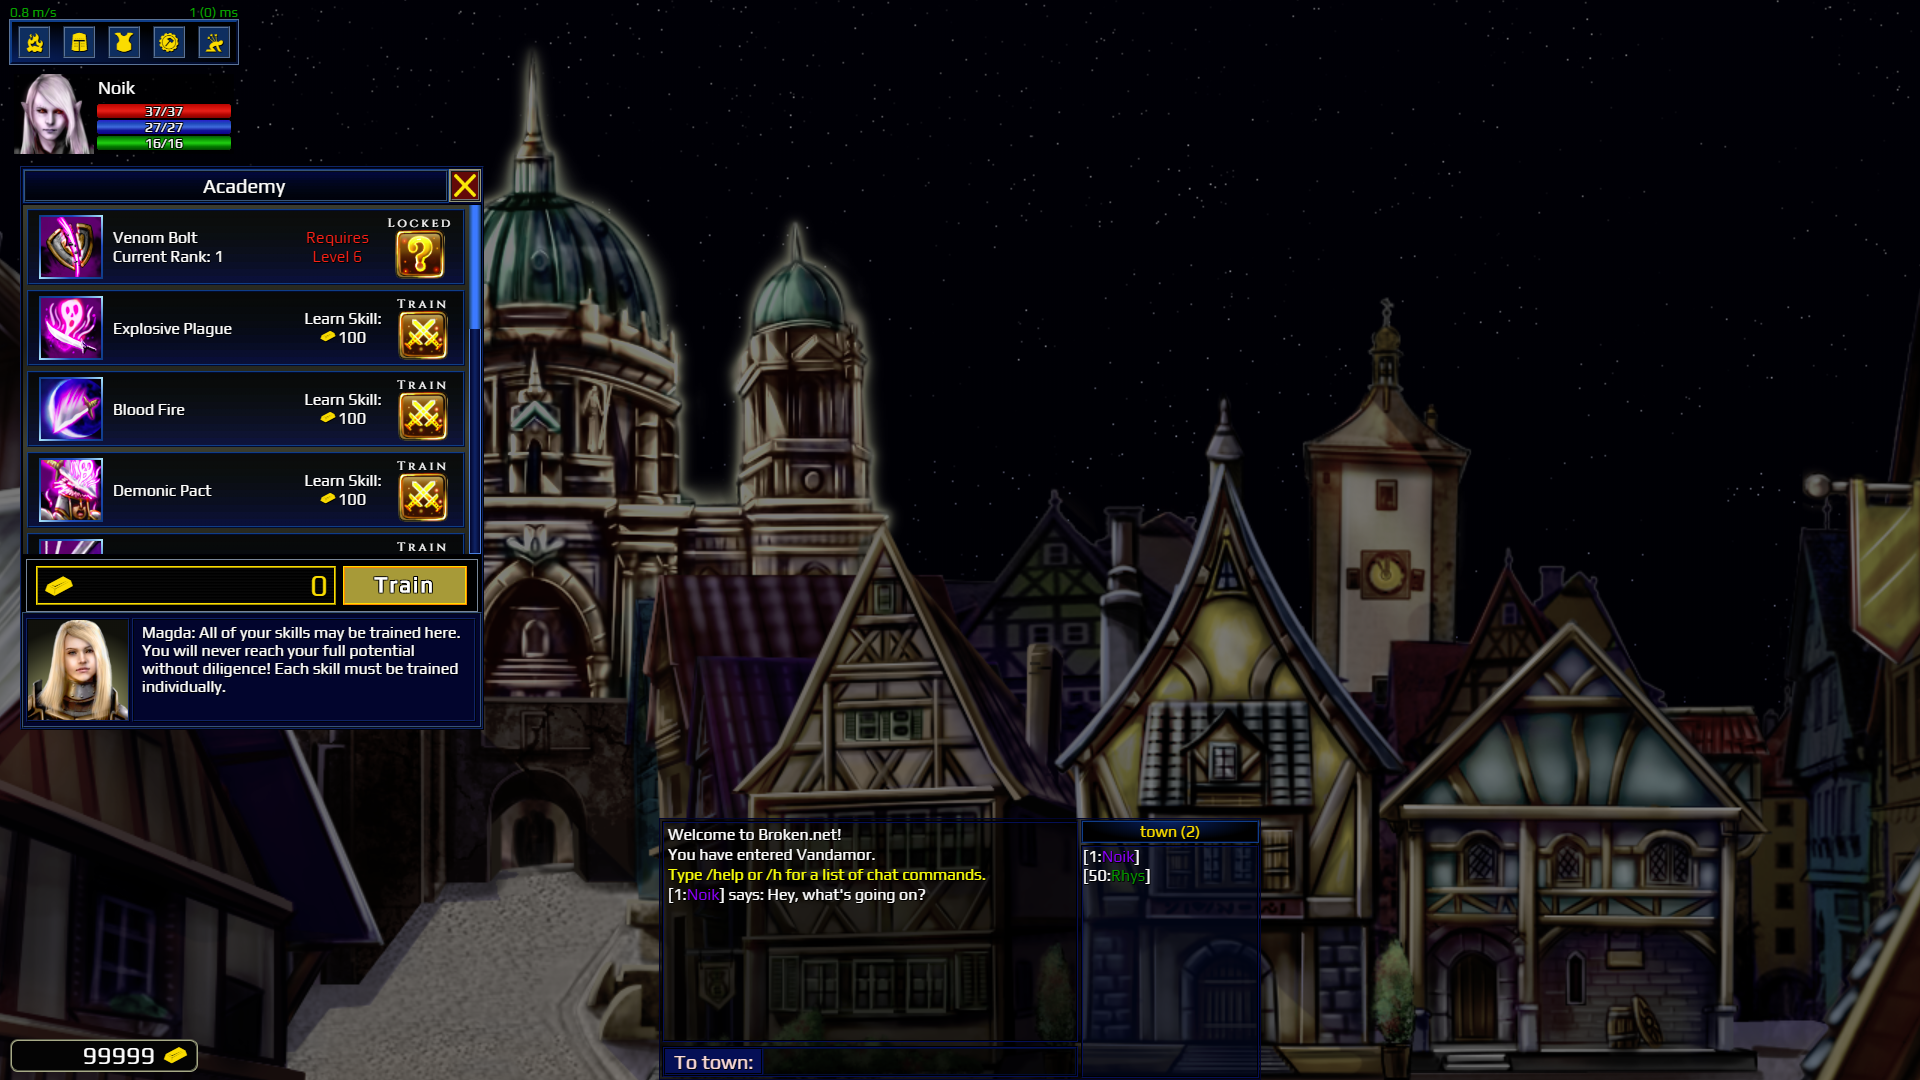 0.8 m/s
1 (0) ms
Noik
37/37
27/27
16/16
Academy
Venom Bolt
Current Rank: 1
Requires
Level 6
Locked
Explosive Plague
Learn Skill:
100
Train
Blood Fire
Learn Skill:
100
Train
Demonic Pact
Learn Skill:
100
Train
Train
0
Train
Magda: All of your skills may be trained here.
You will never reach your full potential
without diligence! Each skill must be trained
individually.
Welcome to Broken.net!
You have entered Vandamor.
Type /help or /h for a list of chat commands.
[1:Noik] says: Hey, what's going on?
To town:
town (2)
[1:Noik]
[50:Rhys]
99999